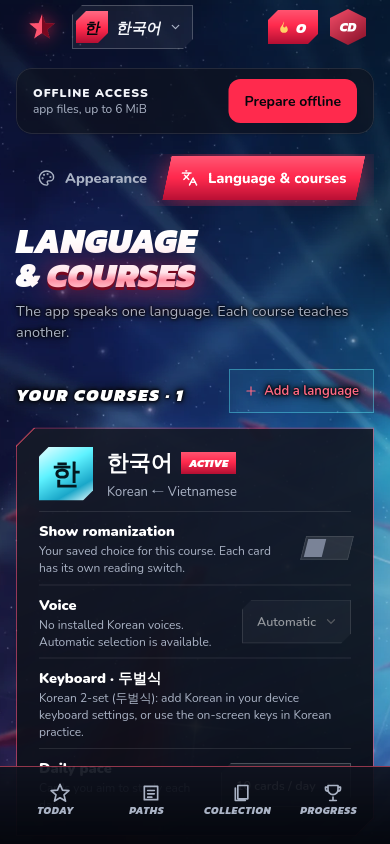 한 한국어 0 CD
OFFLINE ACCESS
app files, up to 6 MiB
Prepare offline
Appearance
Language & courses
LANGUAGE
& COURSES
The app speaks one language. Each course teaches
another.
YOUR COURSES · 1
+ Add a language
한
한국어 ACTIVE
Korean ← Vietnamese
Show romanization
Your saved choice for this course. Each card
has its own reading switch.
Voice
No installed Korean voices.
Automatic selection is available.
Automatic
Keyboard · 두벌식
Korean 2-set (두벌식): add Korean in your device
keyboard settings, or use the on-screen keys in Korean
practice.
Daily pace
cards / day
TODAY
PATHS
COLLECTION
PROGRESS